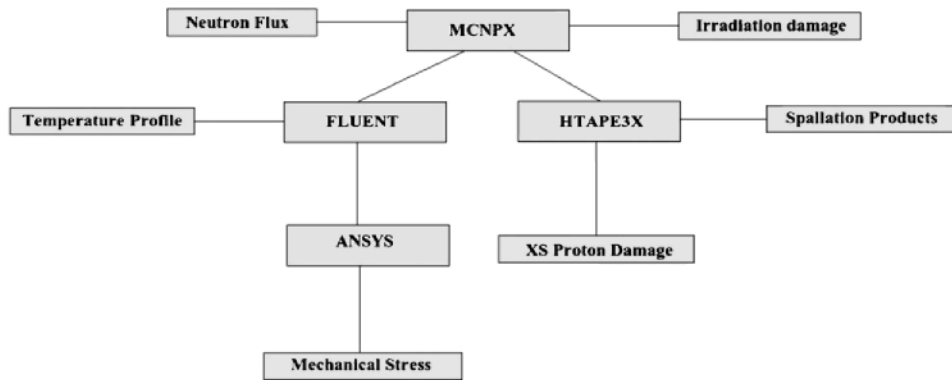 Neutron Flux
MCNPX
Irradiation damage
Temperature Profile
FLUENT
HTAPE3X
Spallation Products
ANSYS
XS Proton Damage
Mechanical Stress